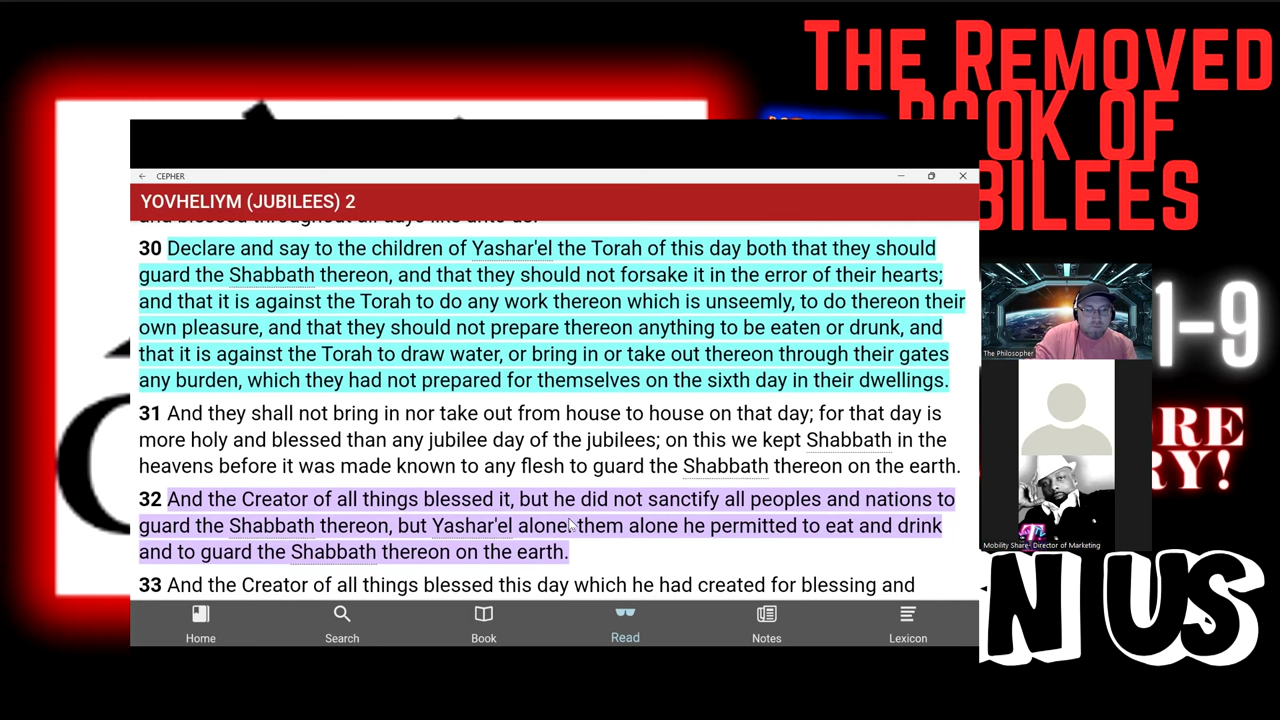 THE REMOVED
BOOK OF
BILEES
CEPHER
YOVHELIYM (JUBILEES) 2
and blessed throughout all days like unto us.
30 Declare and say to the children of Yashar'el the Torah of this day both that they should
guard the Shabbath thereon, and that they should not forsake it in the error of their hearts;
and that it is against the Torah to do any work thereon which is unseemly, to do thereon their
own pleasure, and that they should not prepare thereon anything to be eaten or drunk, and
that it is against the Torah to draw water, or bring in or take out thereon through their gates
any burden, which they had not prepared for themselves on the sixth day in their dwellings.
31 And they shall not bring in nor take out from house to house on that day; for that day is
more holy and blessed than any jubilee day of the jubilees; on this we kept Shabbath in the
heavens before it was made known to any flesh to guard the Shabbath thereon on the earth.
32 And the Creator of all things blessed it, but he did not sanctify all peoples and nations to
guard the Shabbath thereon, but Yashar'el alone: them alone he permitted to eat and drink
and to guard the Shabbath thereon on the earth.
33 And the Creator of all things blessed this day which he had created for blessing and
Home
Search
Book
Read
Notes
Lexicon
The Philosopher
Mobility Share- Director of Marketing
1-9
RE
RY!
N US